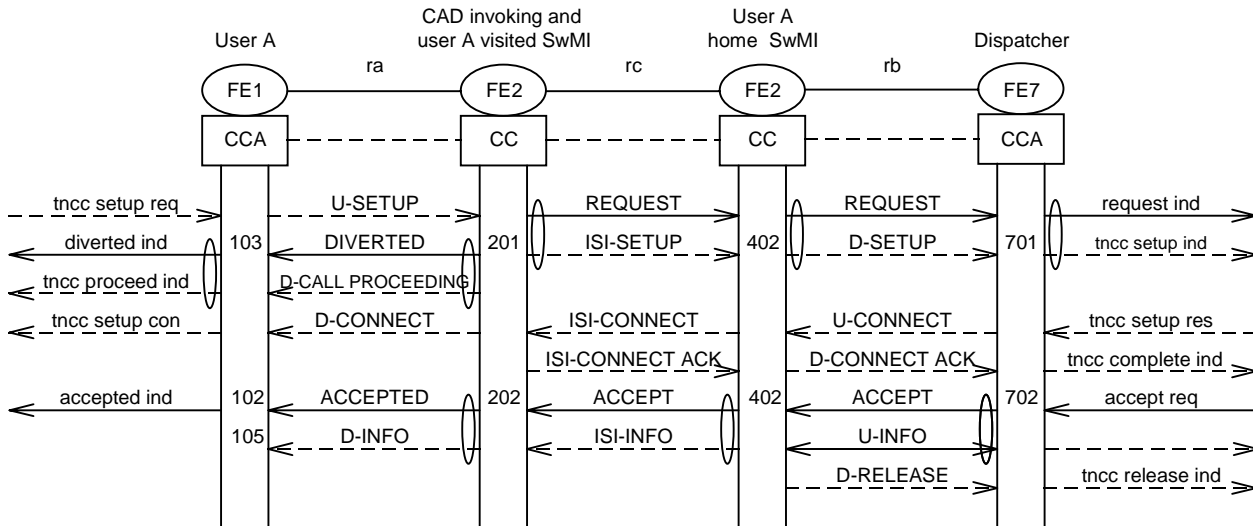 CAD invoking and
User A
User A
user A visited SwMI
home SwMI
Dispatcher
ra
rc
rb
FE1
FE2
FE2
FE7
CCA
CC
CC
CCA
tncc setup req
U-SETUP
REQUEST
REQUEST
request ind
diverted ind
103
DIVERTED
201
ISI-SETUP
402
D-SETUP
701
tncc setup ind
tncc proceed ind
D-CALL PROCEEDING
tncc setup con
D-CONNECT
ISI-CONNECT
U-CONNECT
tncc setup res
ISI-CONNECT ACK
D-CONNECT ACK
tncc complete ind
accepted ind
102
ACCEPTED
202
ACCEPT
402
ACCEPT
702
accept req
105
D-INFO
ISI-INFO
U-INFO
D-RELEASE
tncc release ind